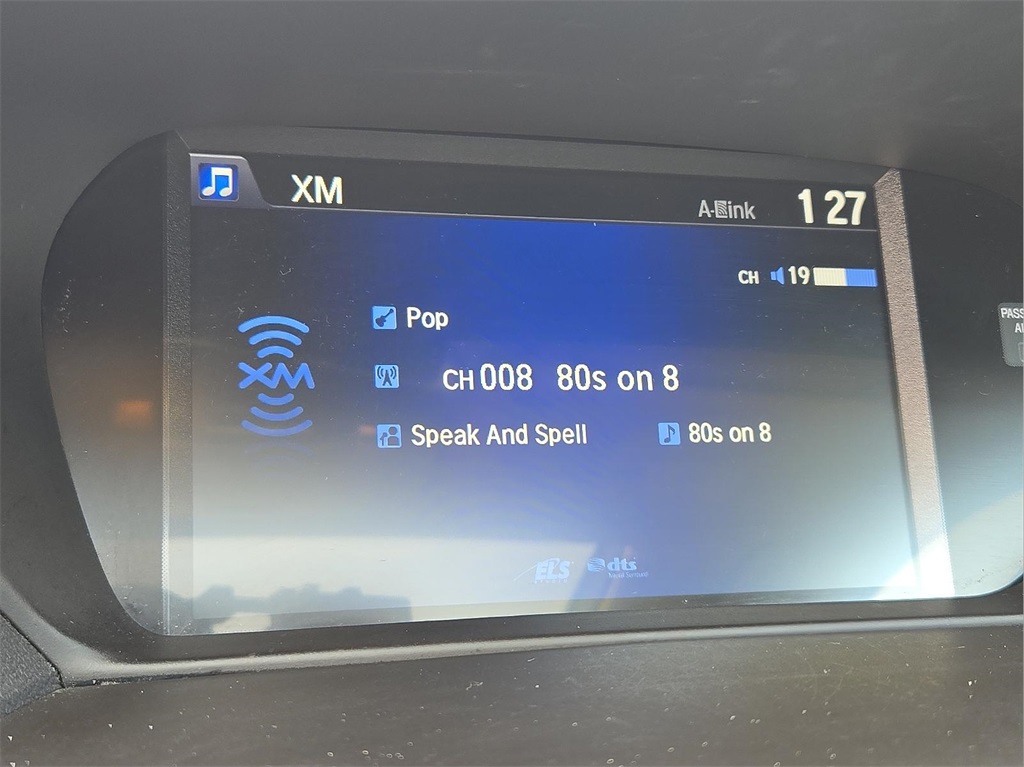 XM
A-Link
1 27
CH 19
Pop
XM
CH 008 80s on 8
Speak And Spell 80s on 8
ELS dts
PASS